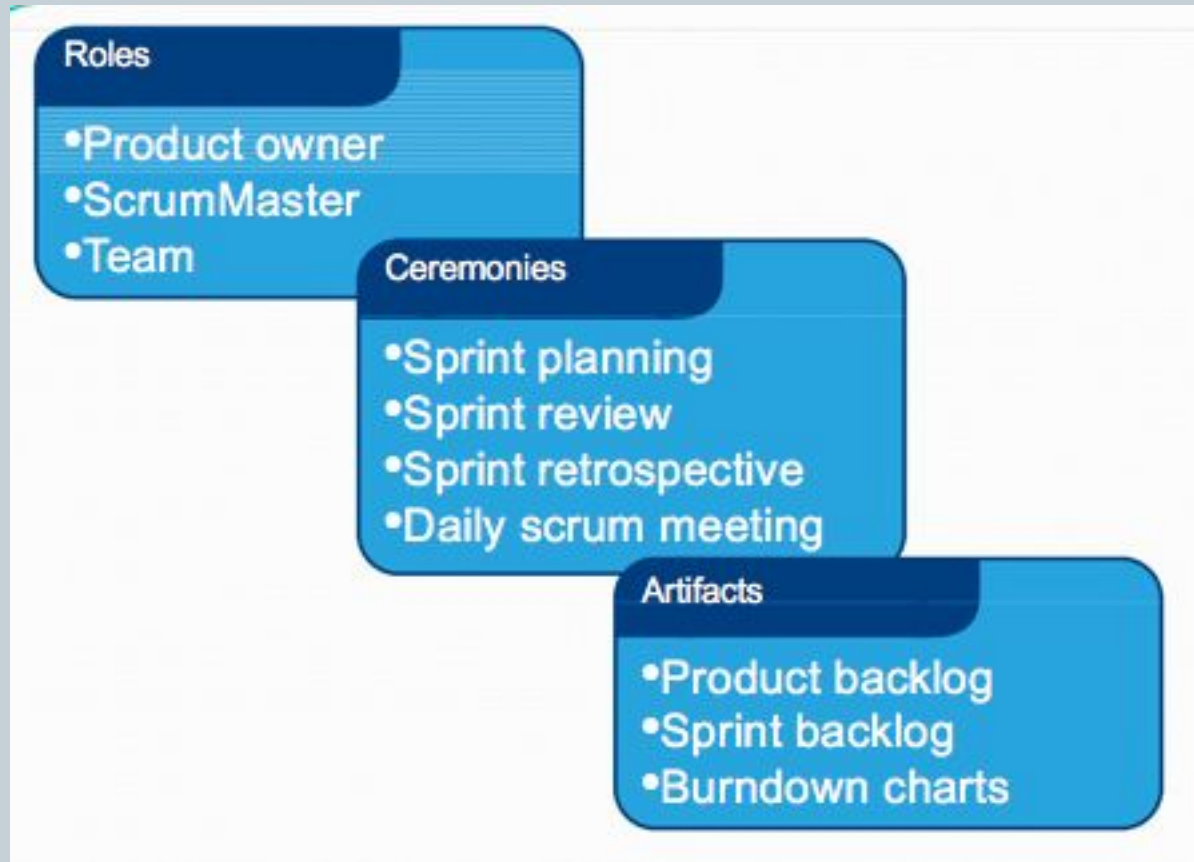 Roles
•Product owner
•ScrumMaster
•Team
Ceremonies
•Sprint planning
•Sprint review
•Sprint retrospective
•Daily scrum meeting
Artifacts
•Product backlog
•Sprint backlog
•Burndown charts